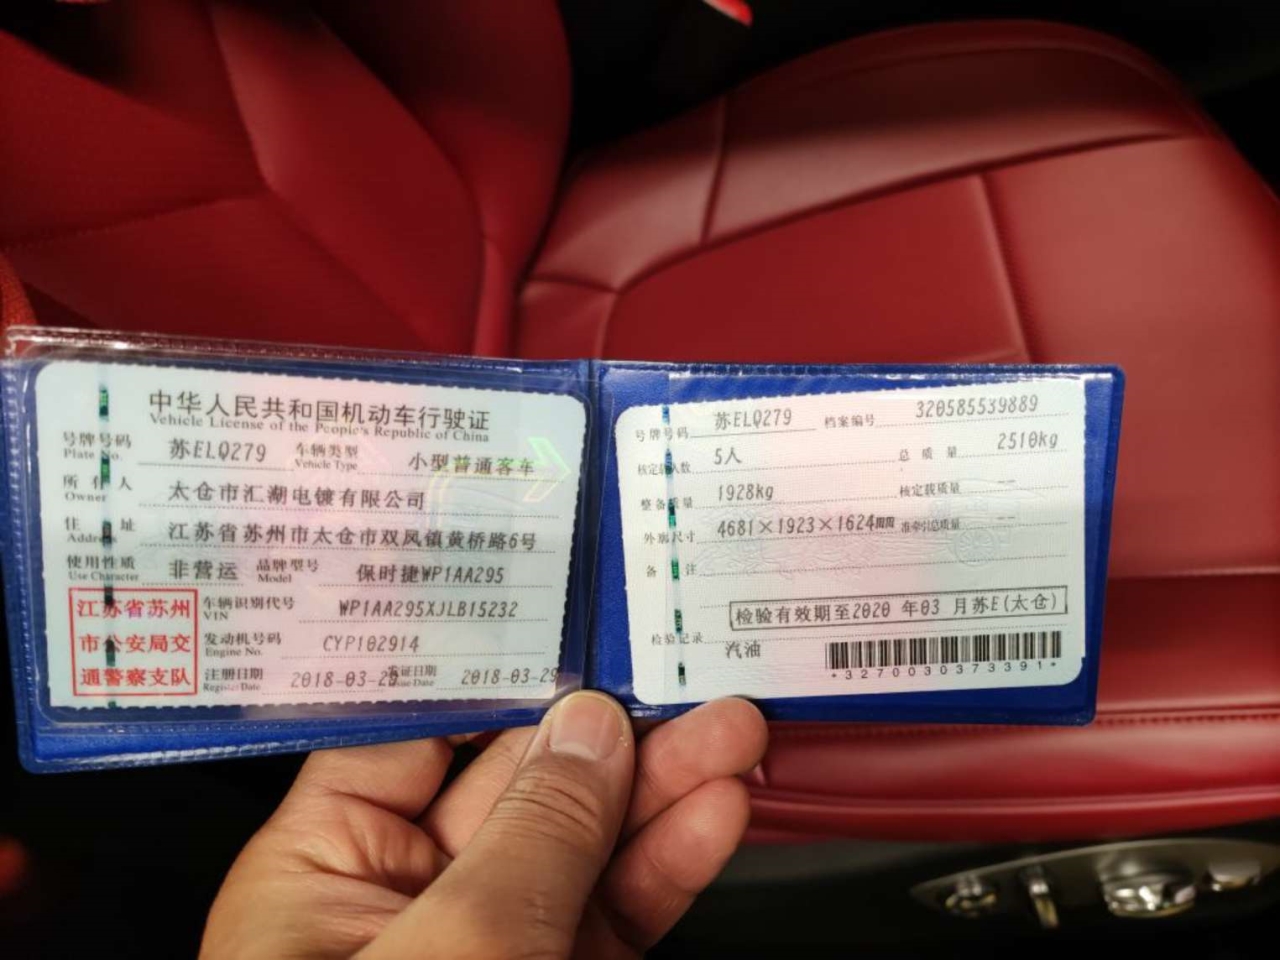 中华人民共和国机动车行驶证
Vehicle License of the People's Republic of China
号牌号码 苏ELQ279 车辆类型 小型普通客车
Plate No. Vehicle Type
所有人 太仓市汇湖电镀有限公司
Owner
住址 江苏省苏州市太仓市双凤镇黄桥路6号
Address
使用性质 非营运 品牌型号 保时捷WP1AA295
Use Character Model
江苏省苏州
市公安局交
通警察支队
车辆识别代号 WP1AA295XJLB15232
VIN
发动机号码 CYP102914
Engine No.
注册日期 2018-03-29 发证日期 2018-03-29
Register Date Issue Date
号牌号码 苏ELQ279 档案编号 320585539889
核定载人数 5人 总质量 2510kg
整备质量 1928kg 核定载质量 --
外廓尺寸 4681×1923×1624mm 准牵引总质量 --
备注
检验有效期至2020 年03 月苏E(太仓)
检验记录
汽油
*3270030373391*